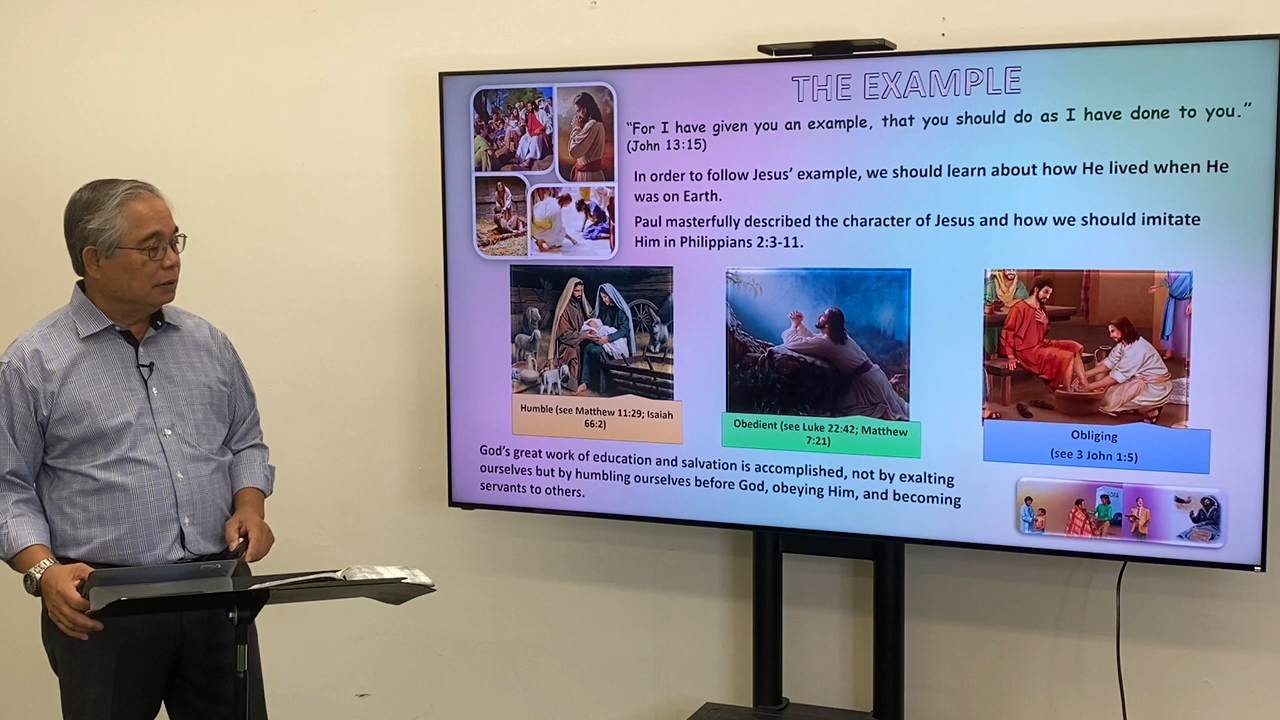 THE EXAMPLE
“For I have given you an example, that you should do as I have done to you.”
(John 13:15)
In order to follow Jesus’ example, we should learn about how He lived when He
was on Earth.
Paul masterfully described the character of Jesus and how we should imitate
Him in Philippians 2:3-11.
Humble (see Matthew 11:29; Isaiah
66:2)
Obedient (see Luke 22:42; Matthew
7:21)
Obliging
(see 3 John 1:5)
God’s great work of education and salvation is accomplished, not by exalting
ourselves but by humbling ourselves before God, obeying Him, and becoming
servants to others.